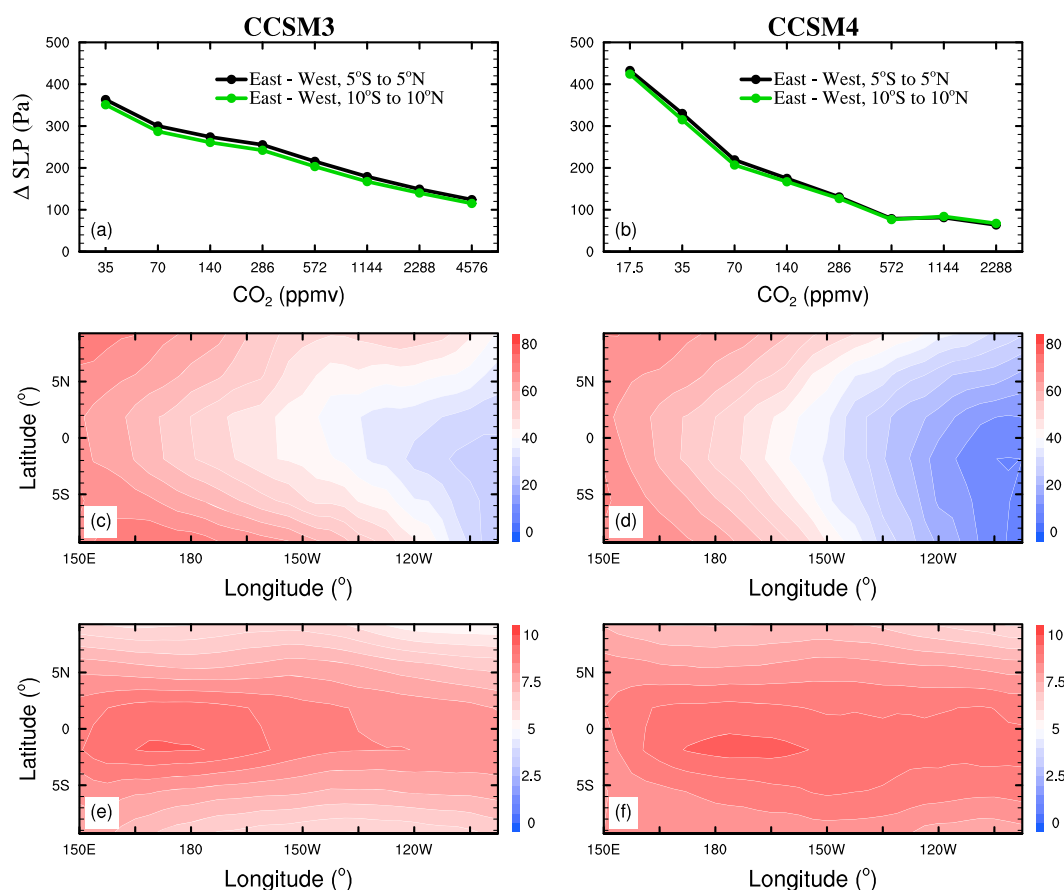 CCSM3
CCSM4
500
400
300
200
100
0
Δ SLP (Pa)
East - West, 5°S to 5°N
East - West, 10°S to 10°N
(a)
35 70 140 286 572 1144 2288 4576
CO2 (ppmv)
500
400
300
200
100
0
East - West, 5°S to 5°N
East - West, 10°S to 10°N
(b)
17.5 35 70 140 286 572 1144 2288
CO2 (ppmv)
Latitude (°)
5N
0
5S
(c)
150E 180 150W 120W
Longitude (°)
80
60
40
20
0
5N
0
5S
(d)
150E 180 150W 120W
Longitude (°)
80
60
40
20
0
Latitude (°)
5N
0
5S
(e)
150E 180 150W 120W
Longitude (°)
10
7.5
5
2.5
0
Latitude (°)
5N
0
5S
(f)
150E 180 150W 120W
Longitude (°)
10
7.5
5
2.5
0